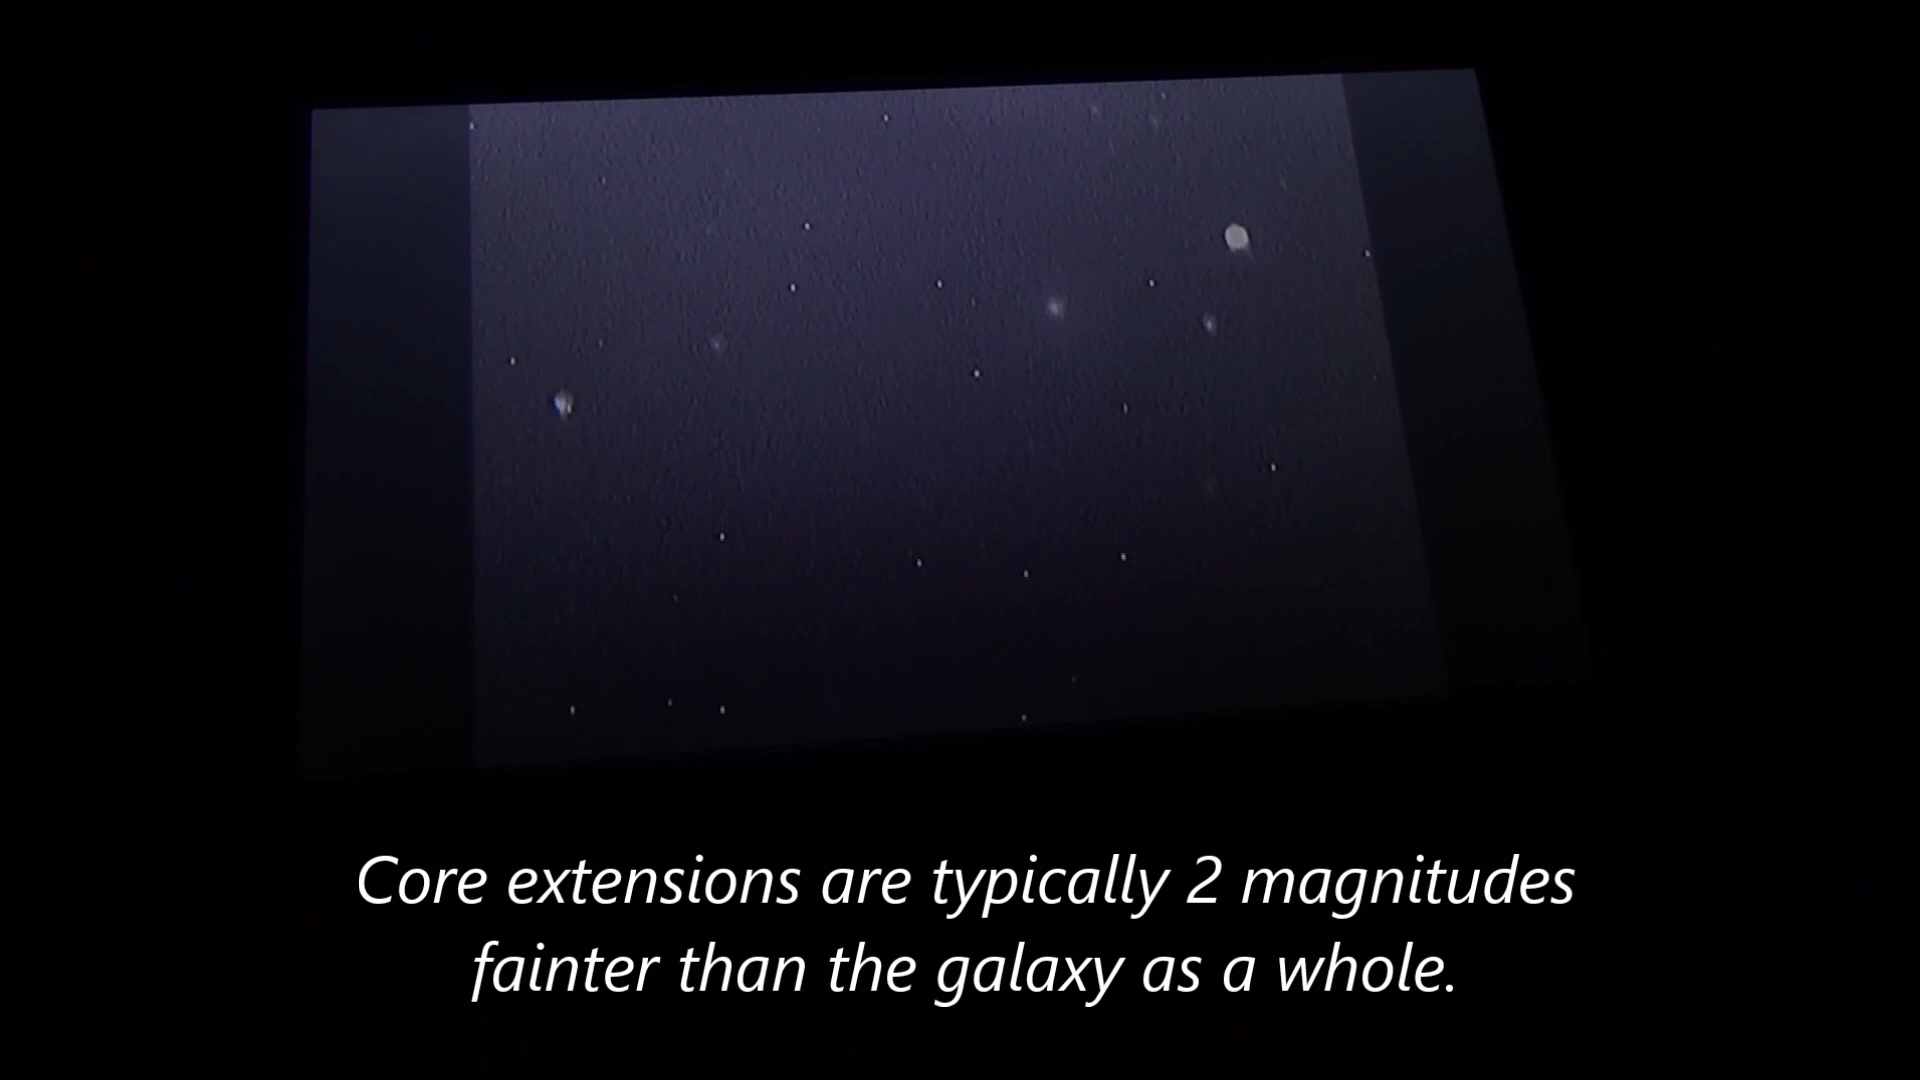 Core extensions are typically 2 magnitudes
fainter than the galaxy as a whole.